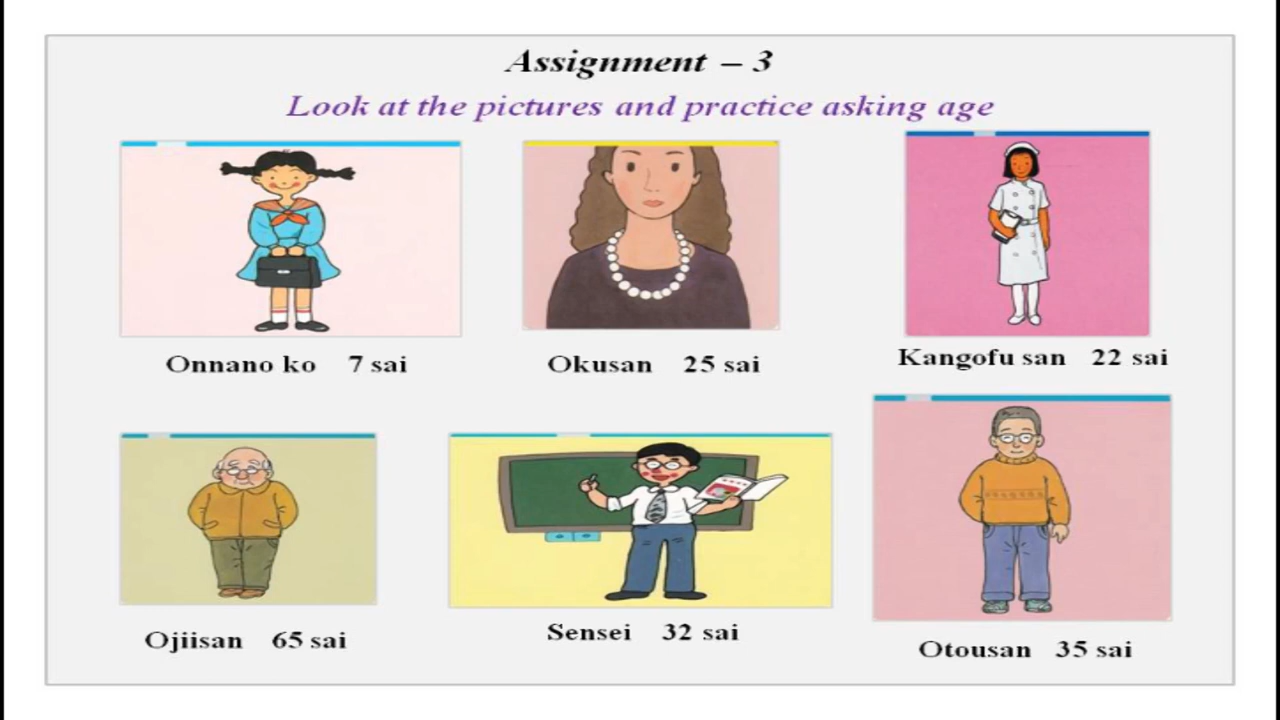 Assignment – 3
Look at the pictures and practice asking age
Onnano ko 7 sai
Okusan 25 sai
Kangofu san 22 sai
Ojiisan 65 sai
Sensei 32 sai
Otousan 35 sai